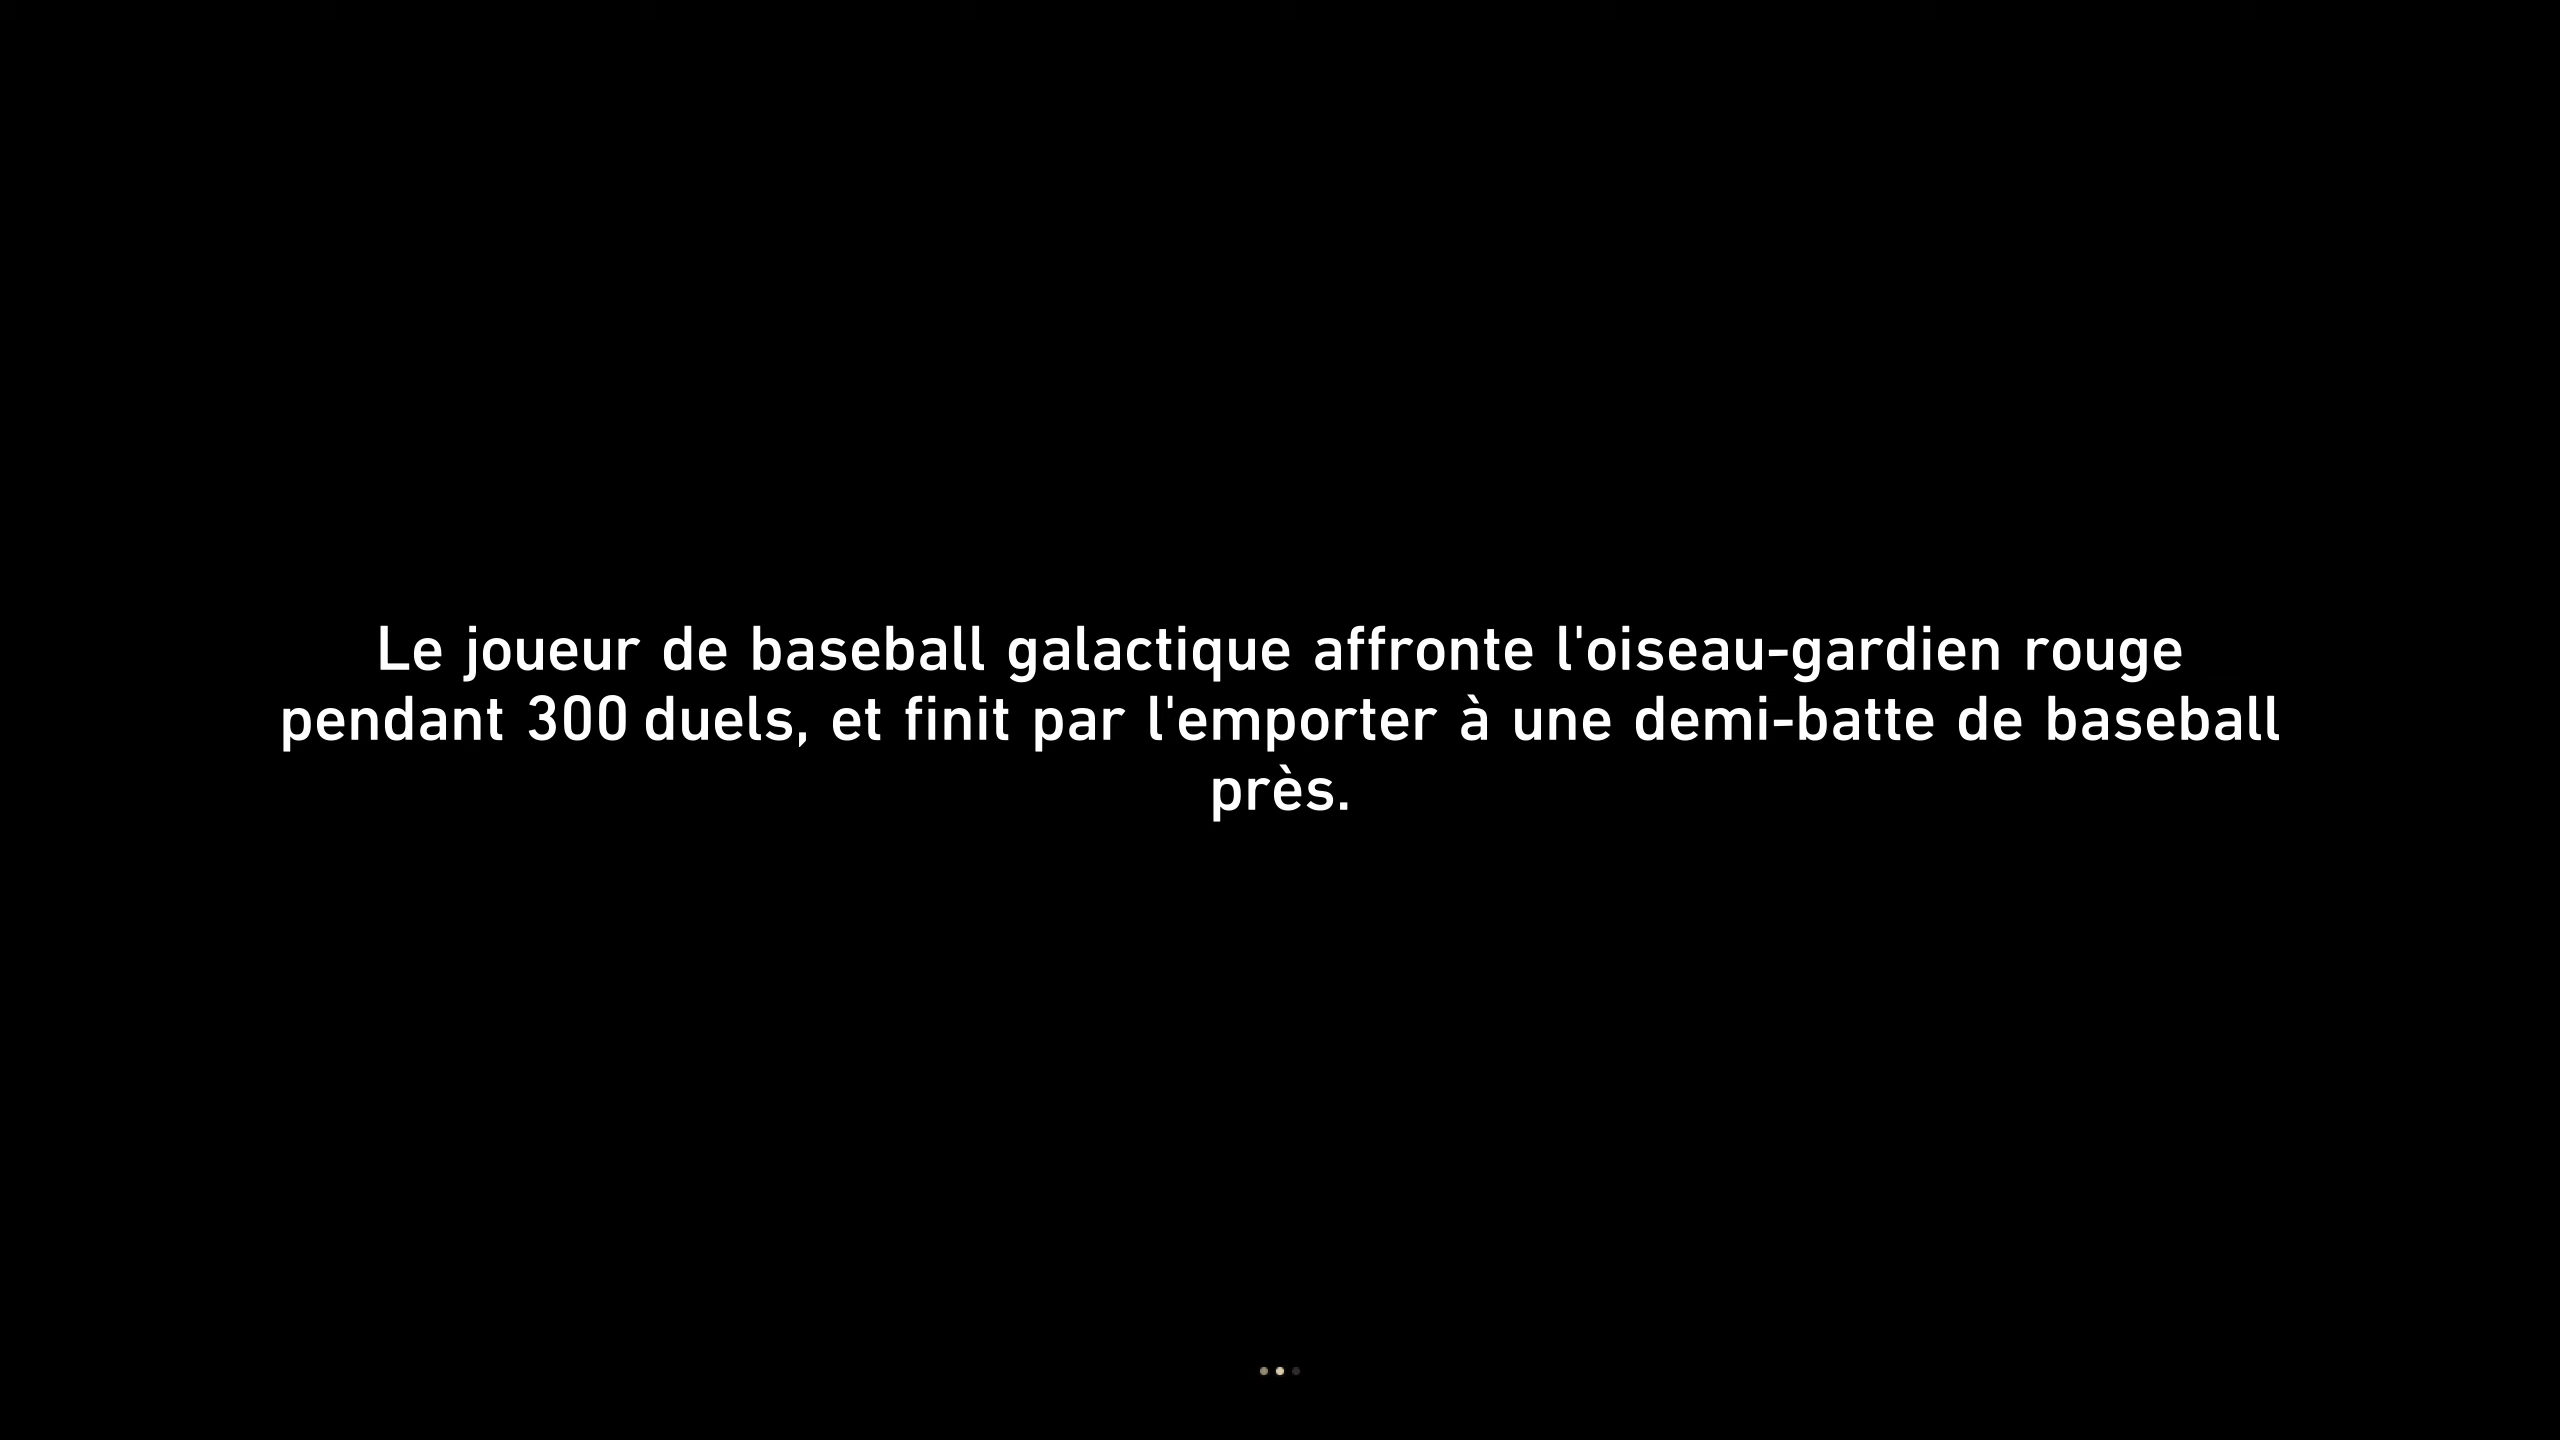 Le joueur de baseball galactique affronte l'oiseau-gardien rouge
pendant 300 duels, et finit par l'emporter à une demi-batte de baseball
près.